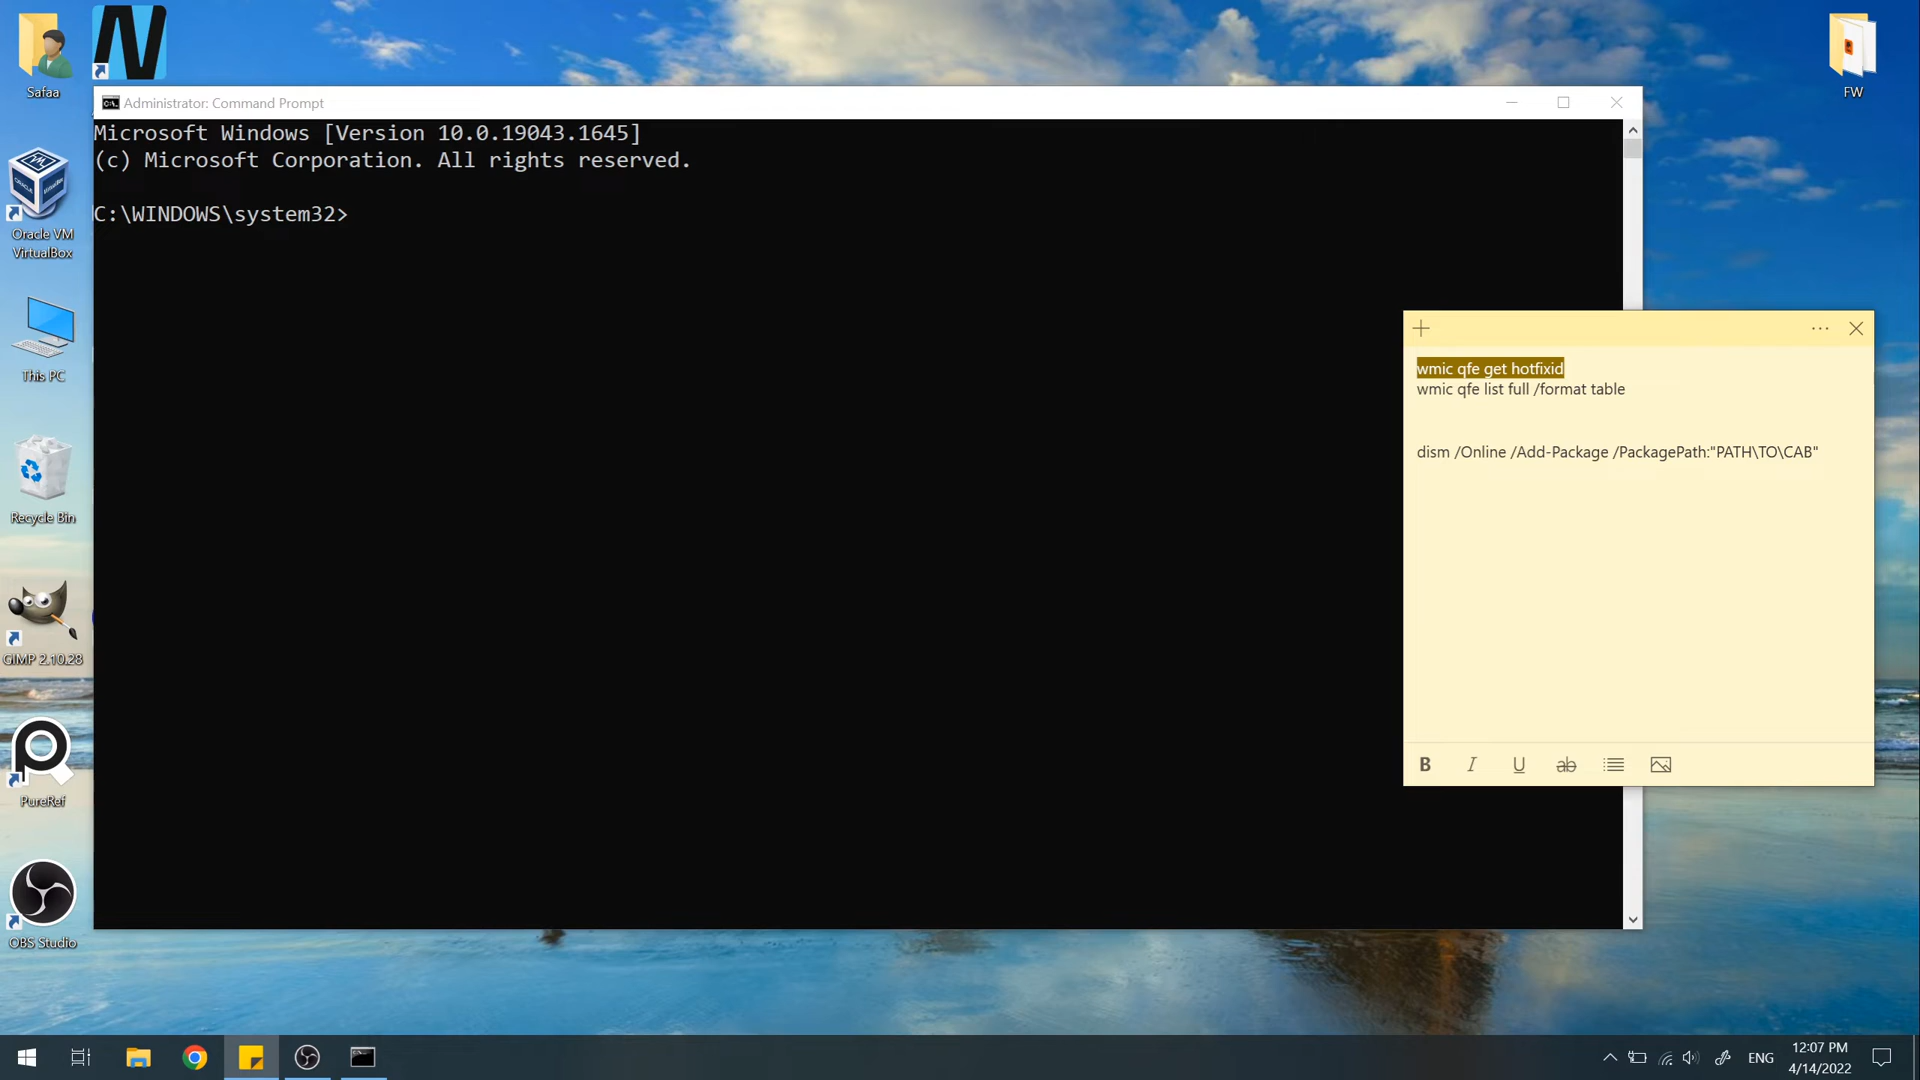 Safaa
FW
Administrator: Command Prompt
Microsoft Windows [Version 10.0.19043.1645]
(c) Microsoft Corporation. All rights reserved.
C:\WINDOWS\system32>
Oracle VM
VirtualBox
This PC
Recycle Bin
GIMP 2.10.28
PureRef
OBS Studio
wmic qfe get hotfixid
wmic qfe list full /format table
dism /Online /Add-Package /PackagePath:"PATH\TO\CAB"
B I U ab
ENG
12:07 PM
4/14/2022